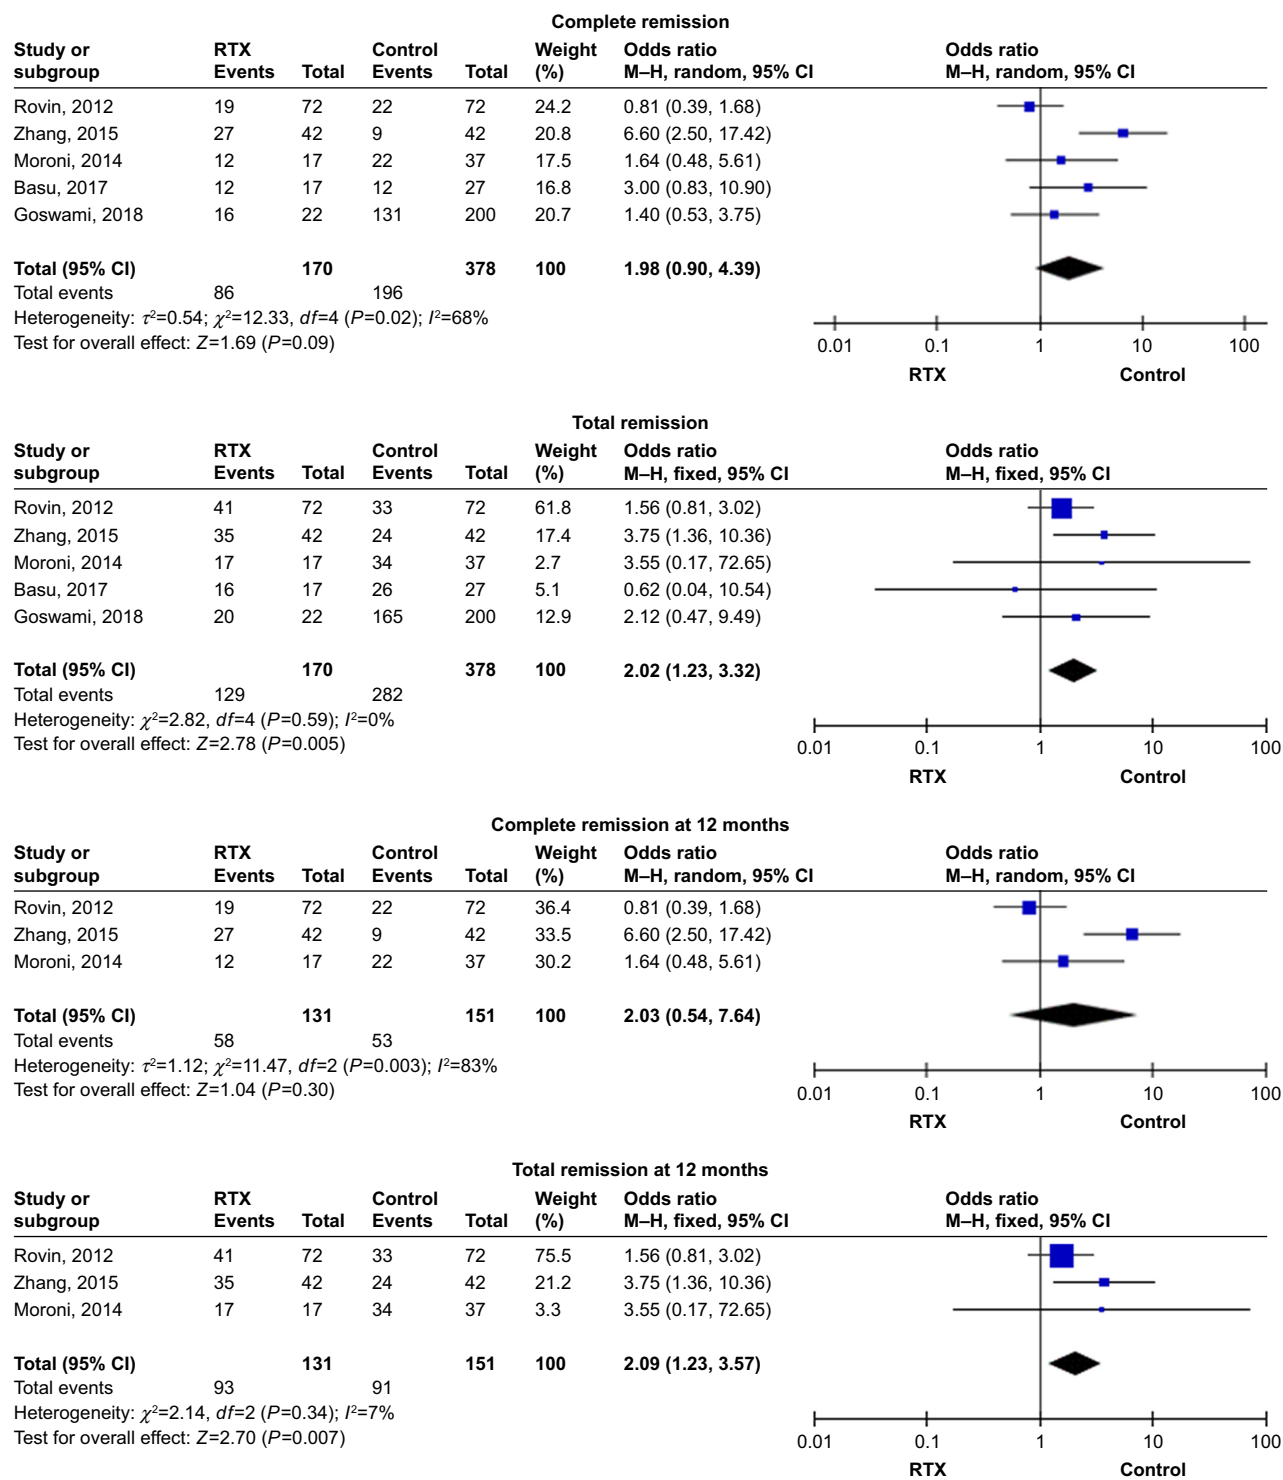 Complete remission
Study or RTX Control Weight Odds ratio Odds ratio
subgroup Events Total Events Total (%) M–H, random, 95% CI M–H, random, 95% CI
Rovin, 2012 19 72 22 72 24.2 0.81 (0.39, 1.68)
Zhang, 2015 27 42 9 42 20.8 6.60 (2.50, 17.42)
Moroni, 2014 12 17 22 37 17.5 1.64 (0.48, 5.61)
Basu, 2017 12 17 12 27 16.8 3.00 (0.83, 10.90)
Goswami, 2018 16 22 131 200 20.7 1.40 (0.53, 3.75)
Total (95% CI) 170 378 100 1.98 (0.90, 4.39)
Total events 86 196
Heterogeneity: τ²=0.54; χ²=12.33, df=4 (P=0.02); I²=68%
Test for overall effect: Z=1.69 (P=0.09)
0.01 0.1 1 10 100
RTX Control
Total remission
Study or RTX Control Weight Odds ratio Odds ratio
subgroup Events Total Events Total (%) M–H, fixed, 95% CI M–H, fixed, 95% CI
Rovin, 2012 41 72 33 72 61.8 1.56 (0.81, 3.02)
Zhang, 2015 35 42 24 42 17.4 3.75 (1.36, 10.36)
Moroni, 2014 17 17 34 37 2.7 3.55 (0.17, 72.65)
Basu, 2017 16 17 26 27 5.1 0.62 (0.04, 10.54)
Goswami, 2018 20 22 165 200 12.9 2.12 (0.47, 9.49)
Total (95% CI) 170 378 100 2.02 (1.23, 3.32)
Total events 129 282
Heterogeneity: χ²=2.82, df=4 (P=0.59); I²=0%
Test for overall effect: Z=2.78 (P=0.005)
0.01 0.1 1 10 100
RTX Control
Complete remission at 12 months
Study or RTX Control Weight Odds ratio Odds ratio
subgroup Events Total Events Total (%) M–H, random, 95% CI M–H, random, 95% CI
Rovin, 2012 19 72 22 72 36.4 0.81 (0.39, 1.68)
Zhang, 2015 27 42 9 42 33.5 6.60 (2.50, 17.42)
Moroni, 2014 12 17 22 37 30.2 1.64 (0.48, 5.61)
Total (95% CI) 131 151 100 2.03 (0.54, 7.64)
Total events 58 53
Heterogeneity: τ²=1.12; χ²=11.47, df=2 (P=0.003); I²=83%
Test for overall effect: Z=1.04 (P=0.30)
0.01 0.1 1 10 100
RTX Control
Total remission at 12 months
Study or RTX Control Weight Odds ratio Odds ratio
subgroup Events Total Events Total (%) M–H, fixed, 95% CI M–H, fixed, 95% CI
Rovin, 2012 41 72 33 72 75.5 1.56 (0.81, 3.02)
Zhang, 2015 35 42 24 42 21.2 3.75 (1.36, 10.36)
Moroni, 2014 17 17 34 37 3.3 3.55 (0.17, 72.65)
Total (95% CI) 131 151 100 2.09 (1.23, 3.57)
Total events 93 91
Heterogeneity: χ²=2.14, df=2 (P=0.34); I²=7%
Test for overall effect: Z=2.70 (P=0.007)
0.01 0.1 1 10 100
RTX Control